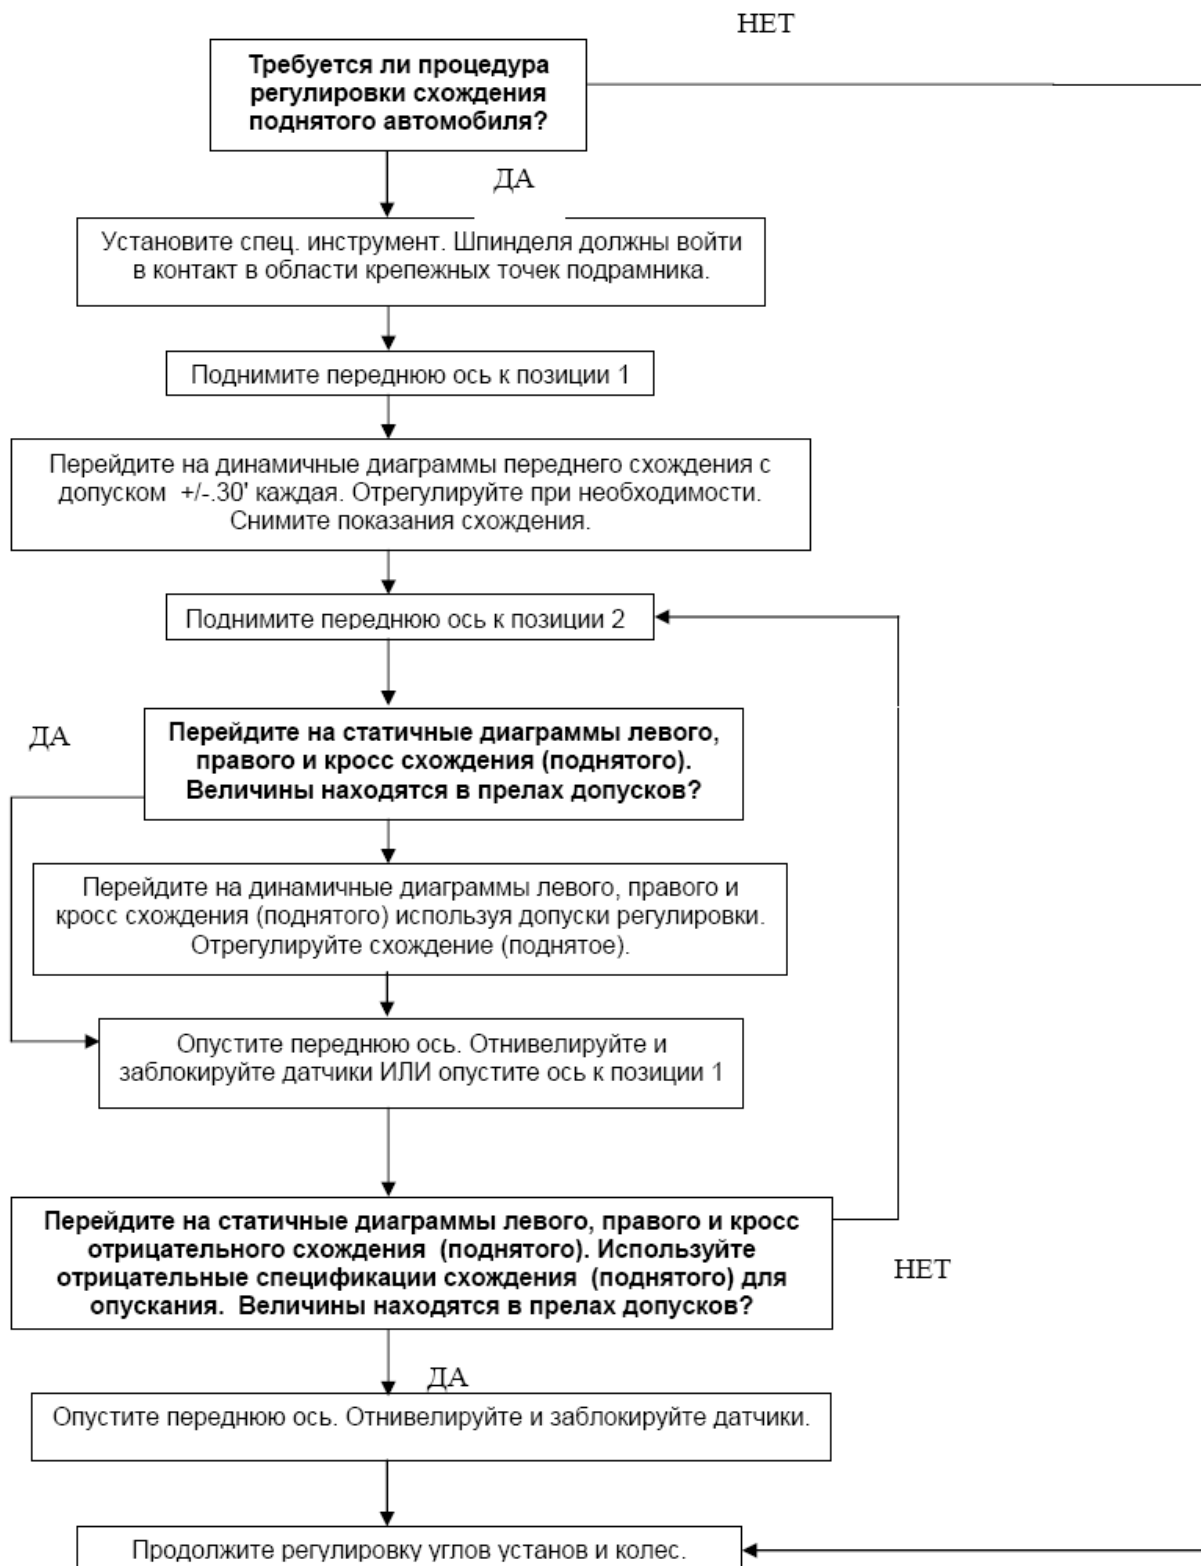 НЕТ
Требуется ли процедура
регулировки схождения
поднятого автомобиля?
ДА
Установите спец. инструмент. Шпинделя должны войти
в контакт в области крепежных точек подрамника.
Поднимите переднюю ось к позиции 1
Перейдите на динамичные диаграммы переднего схождения с
допуском +/-.30' каждая. Отрегулируйте при необходимости.
Снимите показания схождения.
Поднимите переднюю ось к позиции 2
ДА
Перейдите на статичные диаграммы левого,
правого и кросс схождения (поднятого).
Величины находятся в прелах допусков?
Перейдите на динамичные диаграммы левого, правого и
кросс схождения (поднятого) используя допуски регулировки.
Отрегулируйте схождение (поднятое).
Опустите переднюю ось. Отнивелируйте и
заблокируйте датчики ИЛИ опустите ось к позиции 1
Перейдите на статичные диаграммы левого, правого и кросс
отрицательного схождения (поднятого). Используйте
отрицательные спецификации схождения (поднятого) для
опускания. Величины находятся в прелах допусков?
НЕТ
ДА
Опустите переднюю ось. Отнивелируйте и заблокируйте датчики.
Продолжите регулировку углов установ и колес.